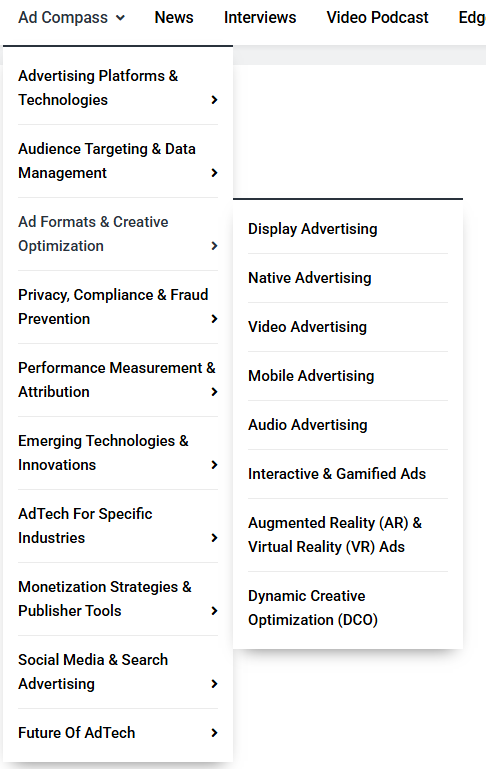 Ad Compass News Interviews Video Podcast Edg
Advertising Platforms &
Technologies
Audience Targeting & Data
Management
Ad Formats & Creative
Optimization
Privacy, Compliance & Fraud
Prevention
Performance Measurement &
Attribution
Emerging Technologies &
Innovations
AdTech For Specific
Industries
Monetization Strategies &
Publisher Tools
Social Media & Search
Advertising
Future Of AdTech
Display Advertising
Native Advertising
Video Advertising
Mobile Advertising
Audio Advertising
Interactive & Gamified Ads
Augmented Reality (AR) &
Virtual Reality (VR) Ads
Dynamic Creative
Optimization (DCO)